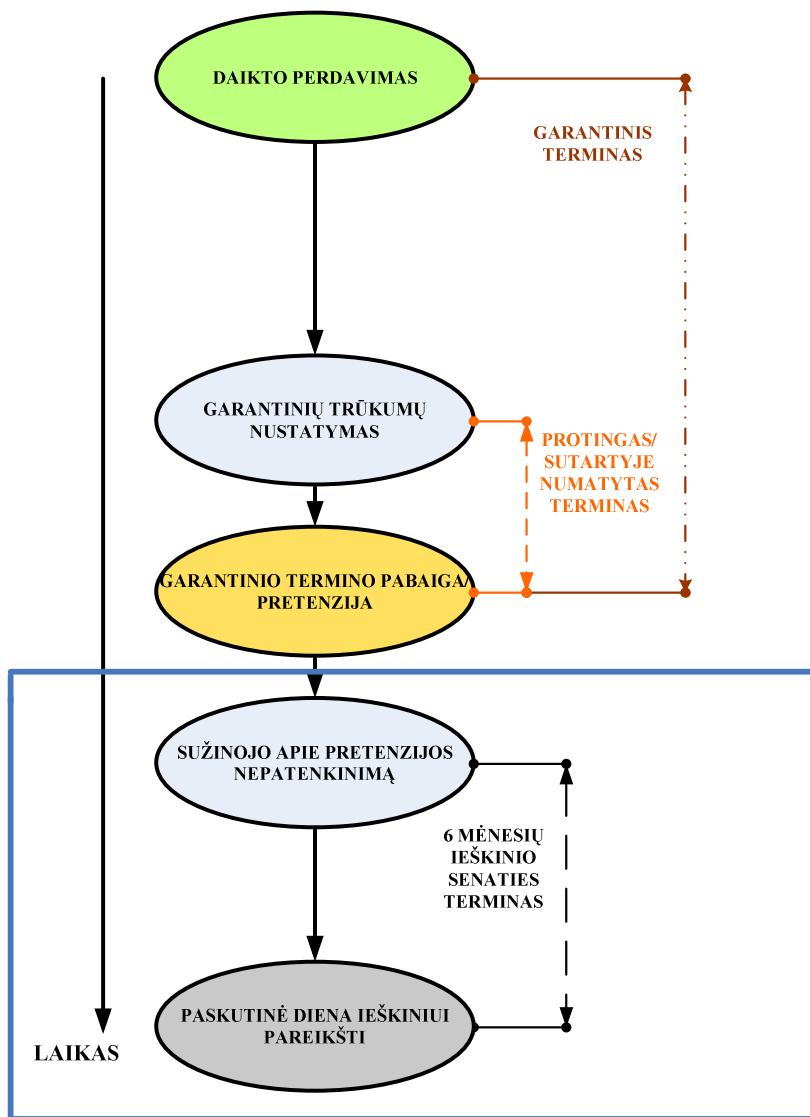 DAIKTO PERDAVIMAS
GARANTINIS
TERMINAS
GARANTINIŲ TRŪKUMŲ
NUSTATYMAS
PROTINGAS/
SUTARTYJE
NUMATYTAS
TERMINAS
GARANTINIO TERMINO PABAIGA/
PRETENZIJA
SUŽINOJO APIE PRETENZIJOS
NEPATENKINIMĄ
6 MĖNESIŲ
IEŠKINIO
SENATIES
TERMINAS
PASKUTINĖ DIENA IEŠKINIUI
PAREIKŠTI
LAIKAS